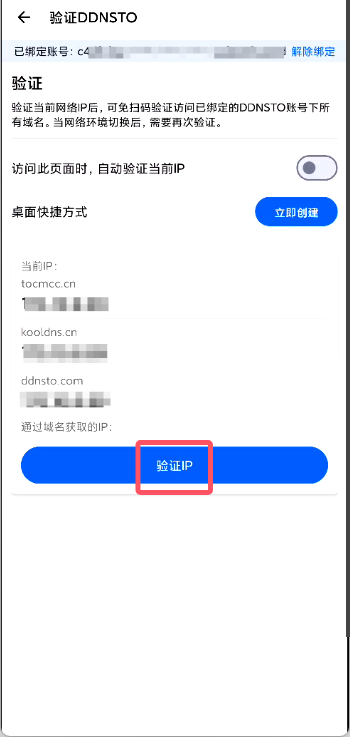 验证DDNSTO
已绑定账号: 解除绑定
验证
验证当前网络IP后，可免扫码验证访问已绑定的DDNSTO账号下所
有域名。当网络环境切换后，需要再次验证。
访问此页面时，自动验证当前IP
桌面快捷方式 立即创建
当前IP:
tocmcc.cn
kooldns.cn
ddnsto.com
通过域名获取的IP:
验证IP